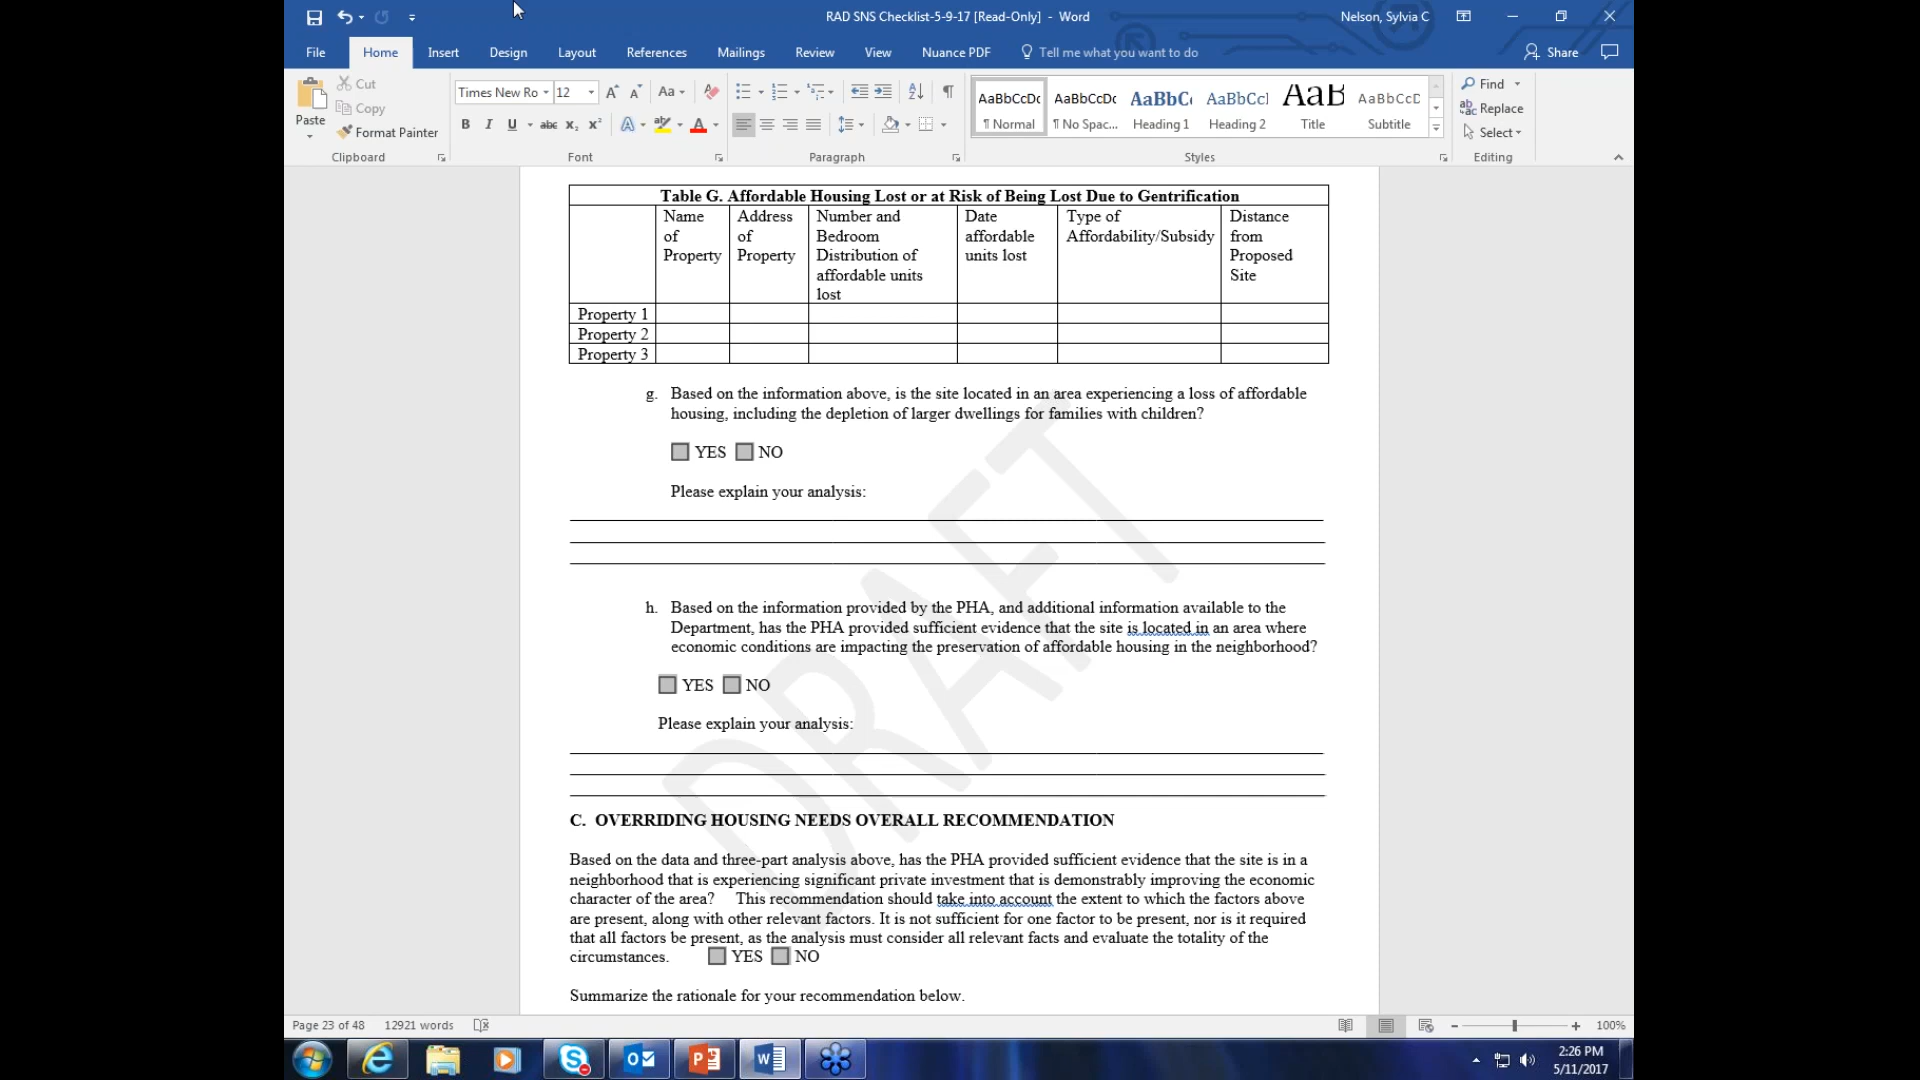 RAD SNS Checklist-5-9-17 [Read-Only] - Word
Nelson, Sylvia C
File Home Insert Design Layout References Mailings Review View Nuance PDF Tell me what you want to do Share
Cut
Copy
Format Painter
Paste
Times New Ro 12
AaBbCcDc AaBbCcDc AaBbC AaBbCcl AaB AaBbCcD
¶ Normal ¶ No Spac... Heading 1 Heading 2 Title Subtitle
Find
Replace
Select
Clipboard Font Paragraph Styles Editing
Table G. Affordable Housing Lost or at Risk of Being Lost Due to Gentrification
Name of Property
Address of Property
Number and Bedroom Distribution of affordable units lost
Date affordable units lost
Type of Affordability/Subsidy
Distance from Proposed Site
Property 1
Property 2
Property 3
g. Based on the information above, is the site located in an area experiencing a loss of affordable
housing, including the depletion of larger dwellings for families with children?
YES NO
Please explain your analysis:
h. Based on the information provided by the PHA, and additional information available to the
Department, has the PHA provided sufficient evidence that the site is located in an area where
economic conditions are impacting the preservation of affordable housing in the neighborhood?
YES NO
Please explain your analysis:
DRAFT
C. OVERRIDING HOUSING NEEDS OVERALL RECOMMENDATION
Based on the data and three-part analysis above, has the PHA provided sufficient evidence that the site is in a
neighborhood that is experiencing significant private investment that is demonstrably improving the economic
character of the area? This recommendation should take into account the extent to which the factors above
are present, along with other relevant factors. It is not sufficient for one factor to be present, nor is it required
that all factors be present, as the analysis must consider all relevant facts and evaluate the totality of the
circumstances. YES NO
Summarize the rationale for your recommendation below.
Page 23 of 48 12921 words
100%
2:26 PM
5/11/2017